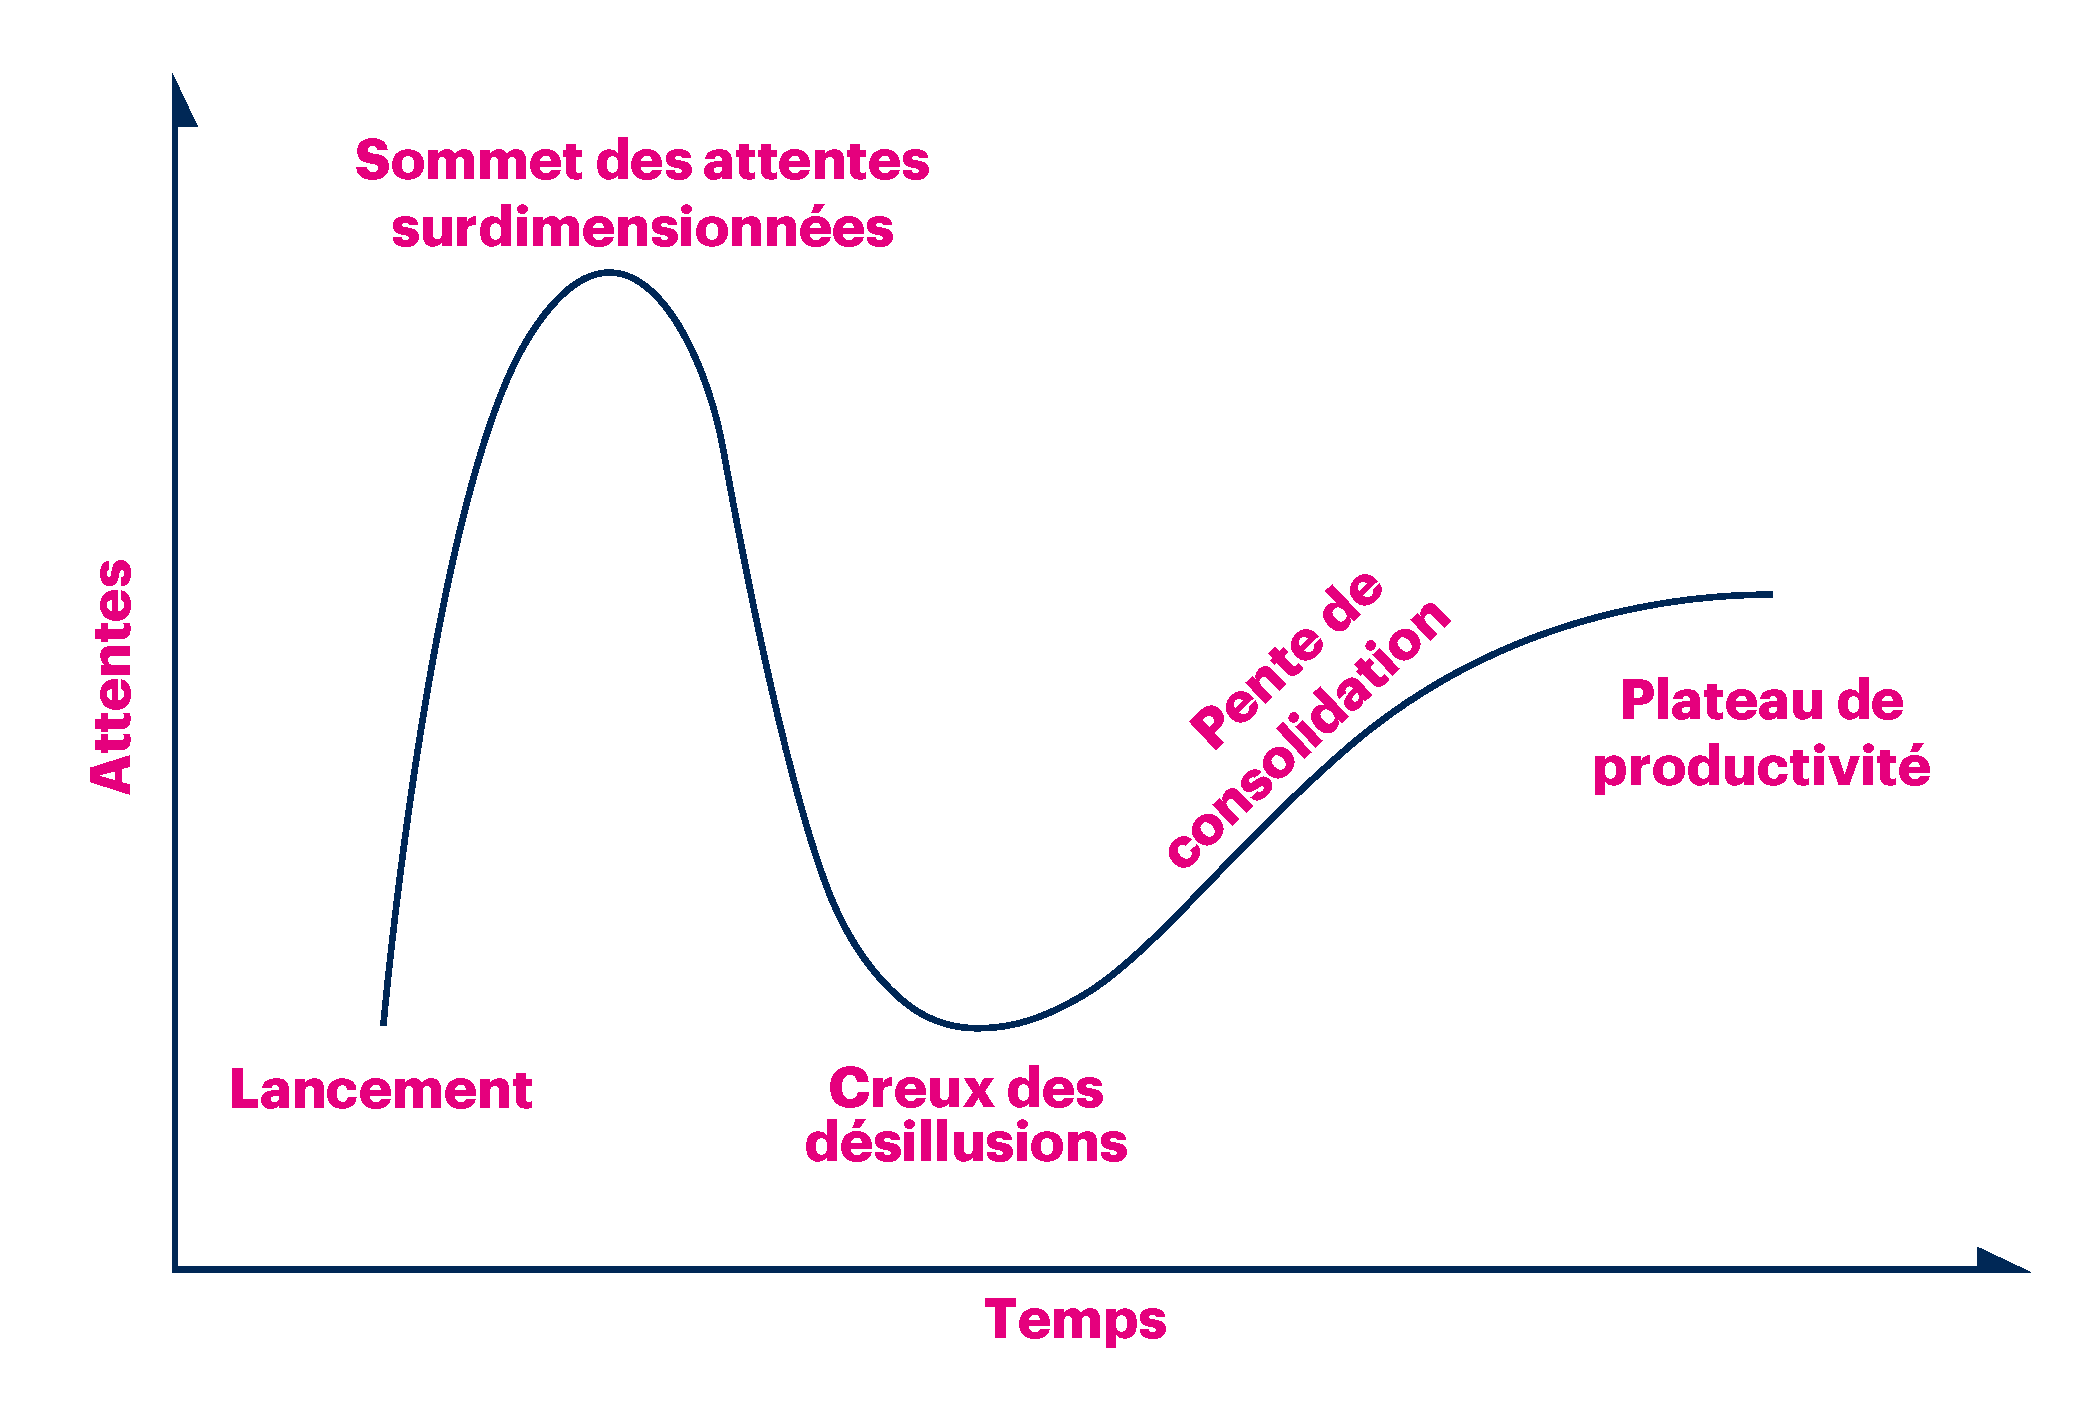 Sommet des attentes
surdimensionnées
Attentes
Pente de
consolidation
Plateau de
productivité
Lancement
Creux des
désillusions
Temps